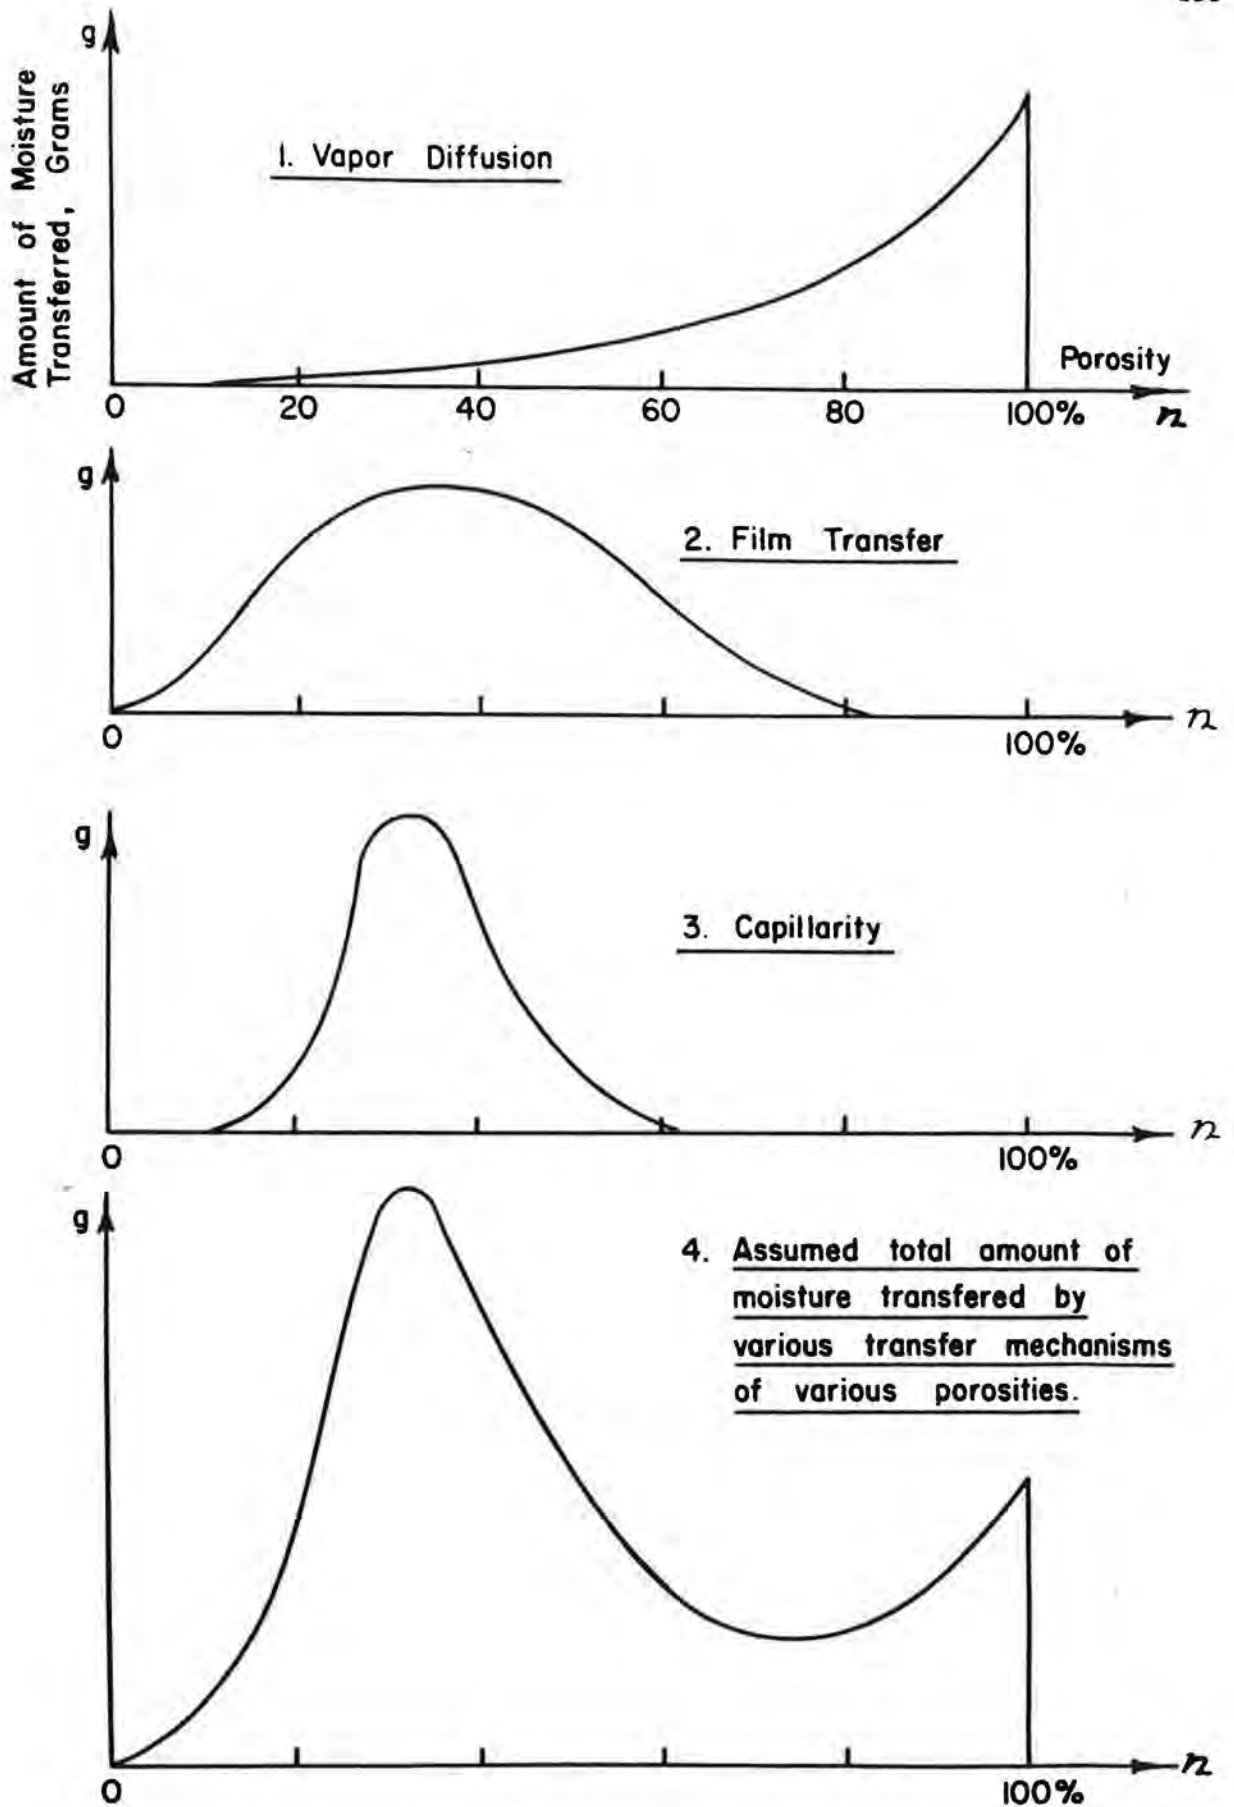 g
Amount of Moisture
Transferred, Grams
1. Vapor Diffusion
Porosity
0 20 40 60 80 100% n
g
2. Film Transfer
n
0 100%
g
3. Capillarity
n
0 100%
g
4. Assumed total amount of
moisture transfered by
various transfer mechanisms
of various porosities.
n
0 100%